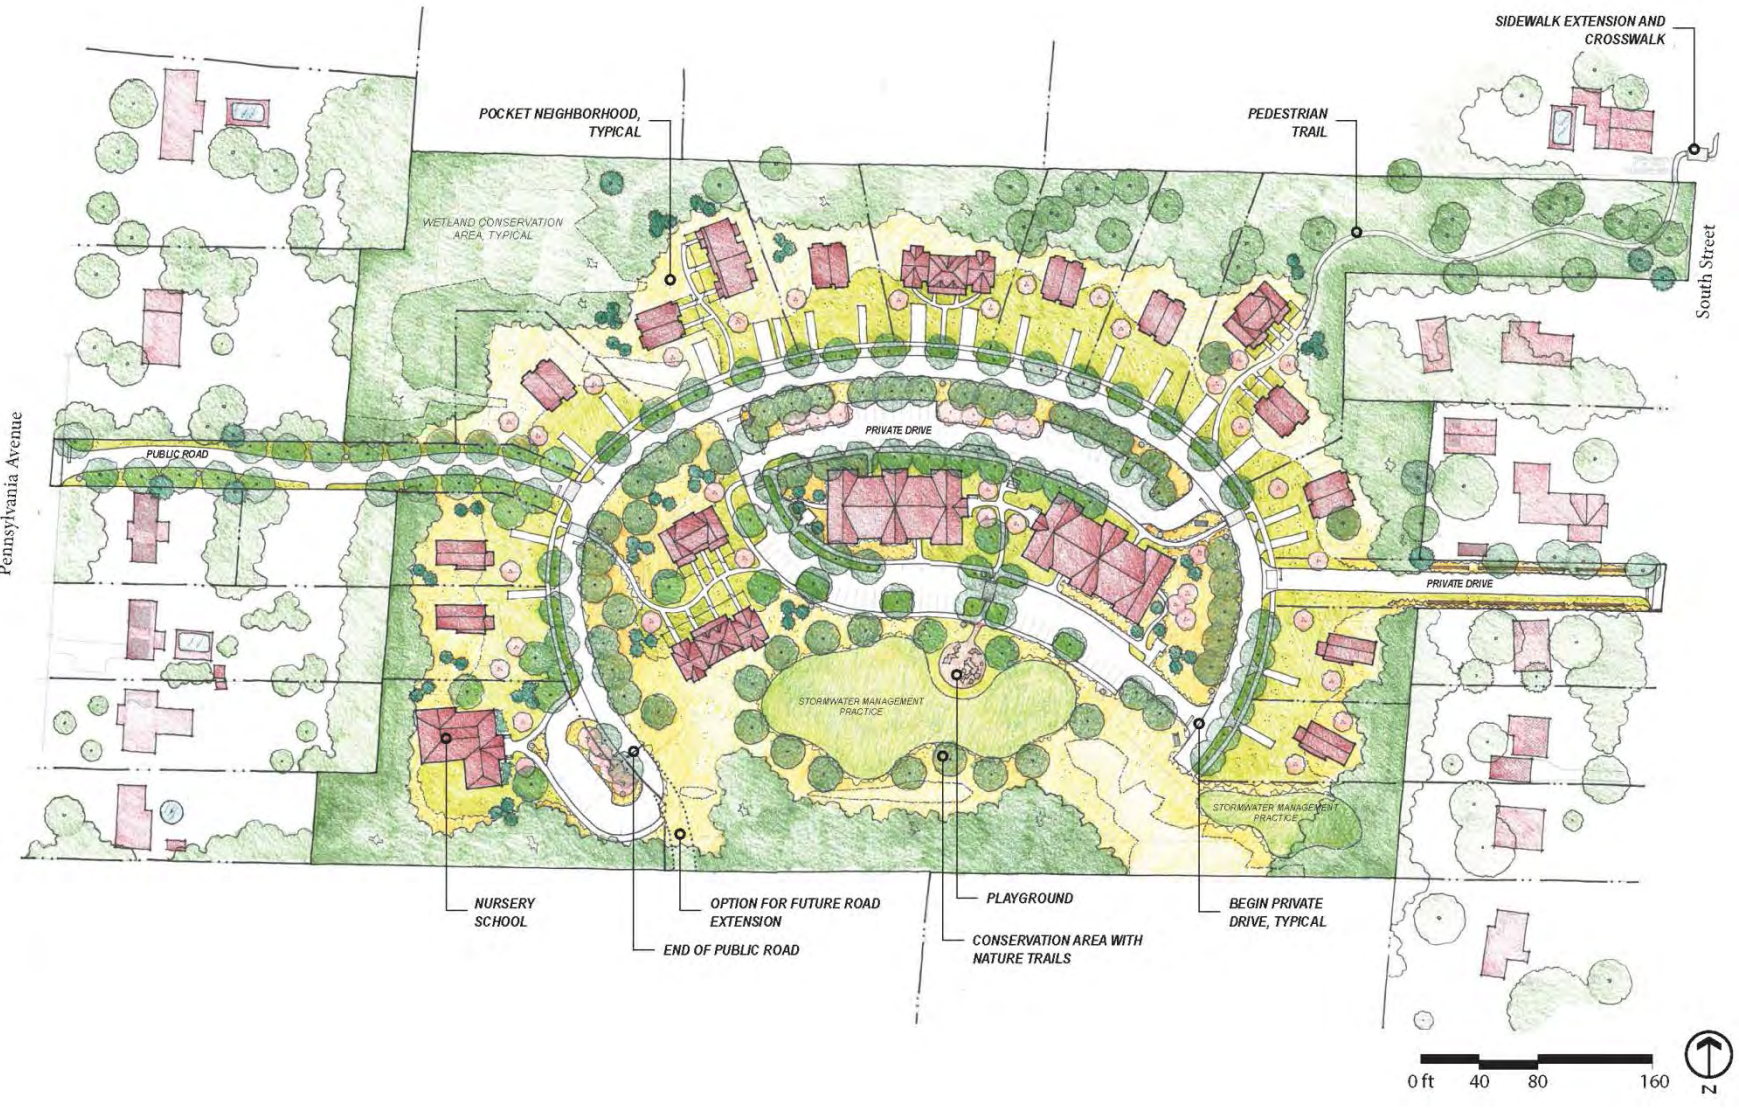 SIDEWALK EXTENSION AND
CROSSWALK
POCKET NEIGHBORHOOD,
TYPICAL
PEDESTRIAN
TRAIL
WETLAND CONSERVATION
AREA, TYPICAL
South Street
Pennsylvania Avenue
PRIVATE DRIVE
PUBLIC ROAD
PRIVATE DRIVE
STORMWATER MANAGEMENT
PRACTICE
STORMWATER MANAGEMENT
PRACTICE
NURSERY
SCHOOL
OPTION FOR FUTURE ROAD
EXTENSION
END OF PUBLIC ROAD
PLAYGROUND
CONSERVATION AREA WITH
NATURE TRAILS
BEGIN PRIVATE
DRIVE, TYPICAL
0 ft 40 80 160
N